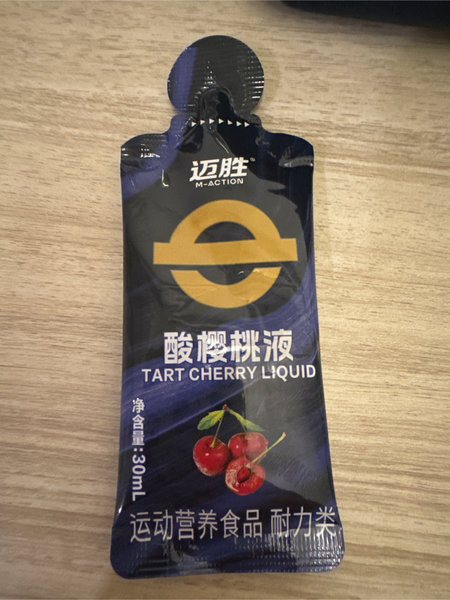 迈胜
M-ACTION
酸樱桃液
TART CHERRY LIQUID
净含量:30mL
运动营养食品 耐力类